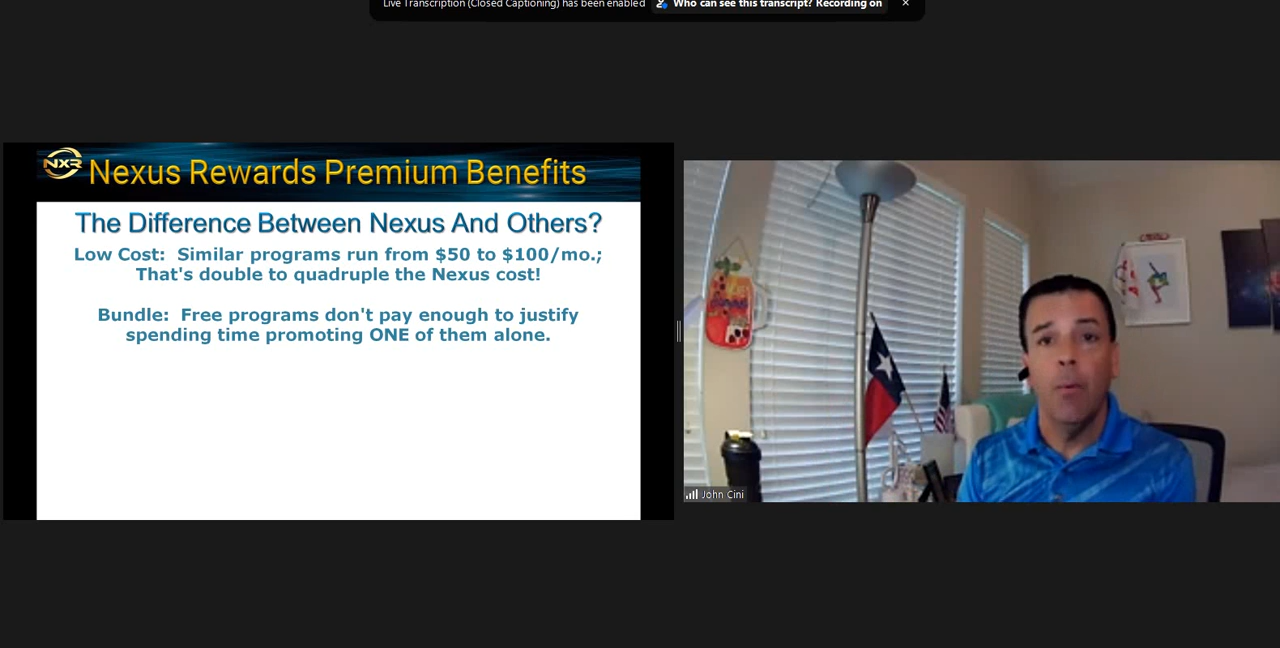 Live Transcription (Closed Captioning) has been enabled
Who can see this transcript? Recording on
NXR
Nexus Rewards Premium Benefits
The Difference Between Nexus And Others?
Low Cost:  Similar programs run from $50 to $100/mo.;
That's double to quadruple the Nexus cost!
Bundle:  Free programs don't pay enough to justify
spending time promoting ONE of them alone.
John Cini